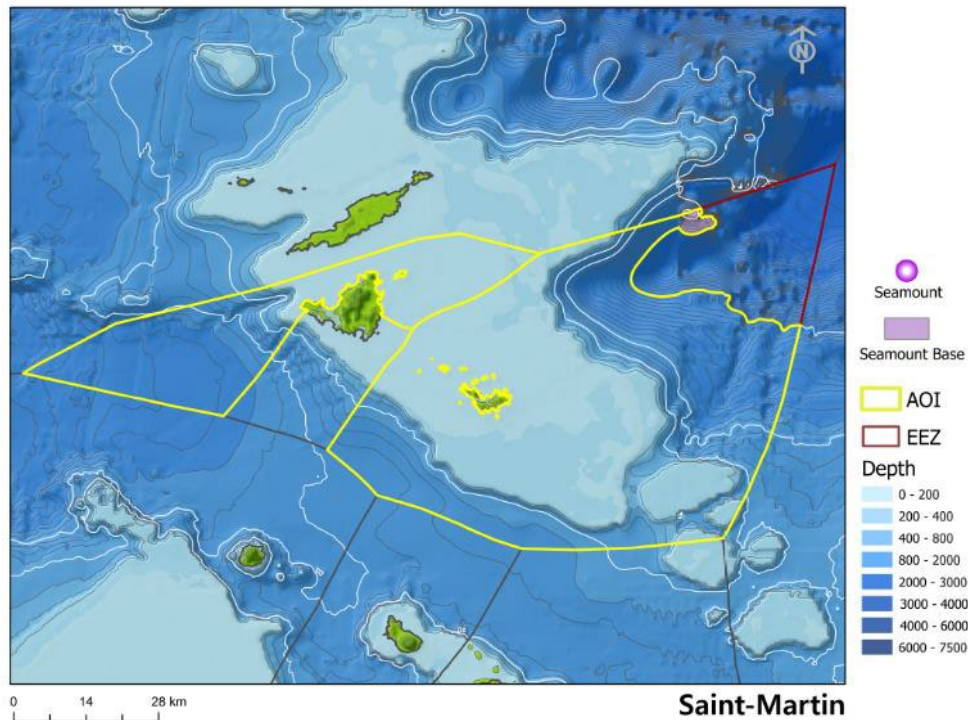 N
Seamount
Seamount Base
AOI
EEZ
Depth
0 - 200
200 - 400
400 - 800
800 - 2000
2000 - 3000
3000 - 4000
4000 - 6000
6000 - 7500
0 14 28 km
Saint-Martin